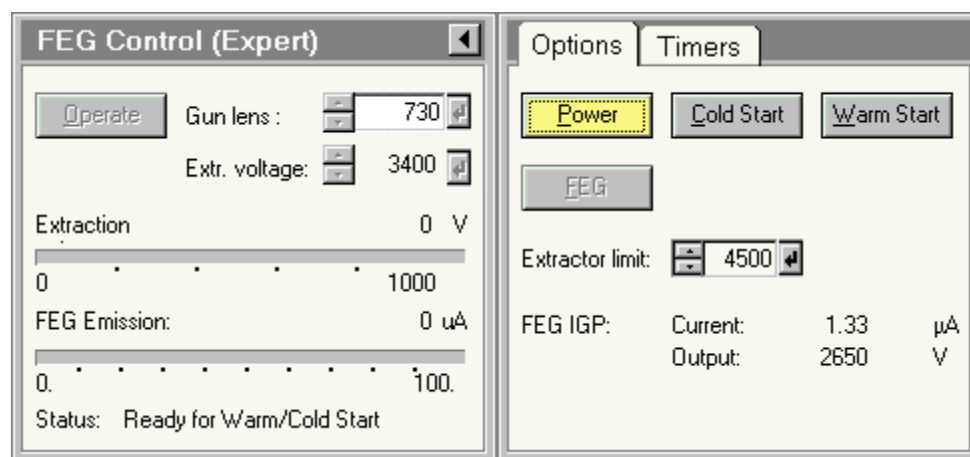 FEG Control (Expert)
Operate
Gun lens : 730
Extr. voltage: 3400
Extraction 0 V
0 1000
FEG Emission: 0 uA
0. 100.
Status: Ready for Warm/Cold Start
Options Timers
Power Cold Start Warm Start
FEG
Extractor limit: 4500
FEG IGP: Current: 1.33 µA
Output: 2650 V